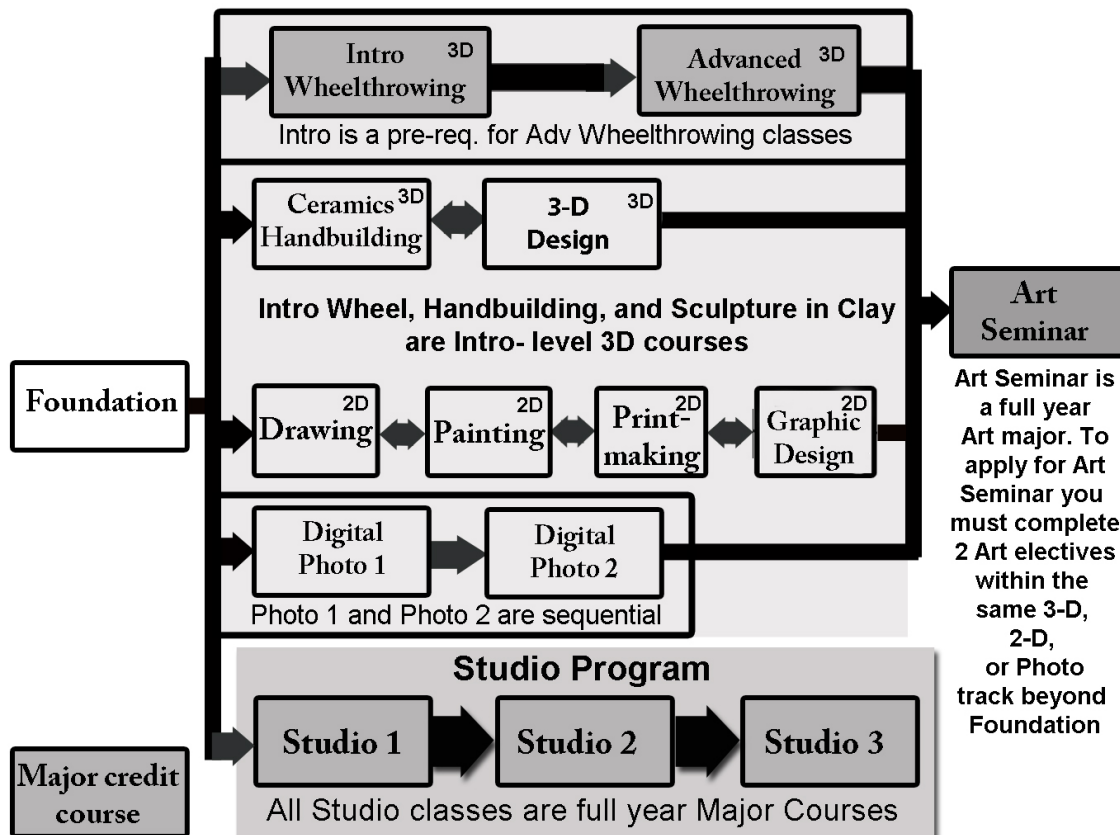 Intro 3D
Wheelthrowing
Advanced 3D
Wheelthrowing
Intro is a pre-req. for Adv Wheelthrowing classes
Ceramics 3D
Handbuilding
3-D 3D
Design
Intro Wheel, Handbuilding, and Sculpture in Clay
are Intro- level 3D courses
Foundation
2D
Drawing
2D
Painting
2D
Print-
making
2D
Graphic
Design
Digital
Photo 1
Digital
Photo 2
Photo 1 and Photo 2 are sequential
Art
Seminar
Art Seminar is
a full year
Art major. To
apply for Art
Seminar you
must complete
2 Art electives
within the
same 3-D,
2-D,
or Photo
track beyond
Foundation
Studio Program
Studio 1
Studio 2
Studio 3
All Studio classes are full year Major Courses
Major credit
course